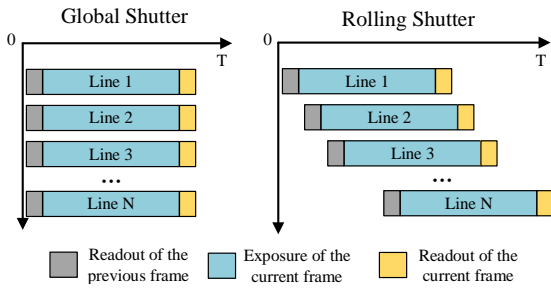 Global Shutter
0
T
Line 1
Line 2
Line 3
...
Line N
Rolling Shutter
0
T
Line 1
Line 2
Line 3
...
Line N
Readout of the
previous frame
Exposure of the
current frame
Readout of the
current frame